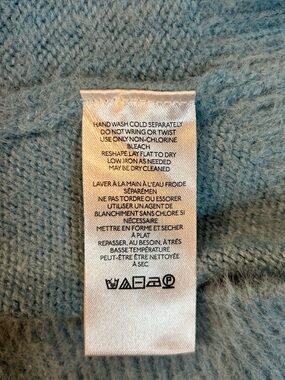 HAND WASH COLD SEPARATELY
DO NOT WRING OR TWIST
USE ONLY NON-CHLORINE
BLEACH
RESHAPE LAY FLAT TO DRY
LOW IRON AS NEEDED
MAY BE DRY CLEANED
LAVER À LA MAIN À L'EAU FROIDE
SÉPARÉMEN
NE PAS TORDRE OU ESSORER
UTILISER UN AGENT DE
BLANCHIMENT SANS CHLORE SI
NÉCESSAIRE
METTRE EN FORME ET SÉCHER
À PLAT
REPASSER, AU BESOIN, À TRÈS
BASSE TEMPÉRATURE
PEUT-ÊTRE ÊTRE NETTOYÉE
À SEC